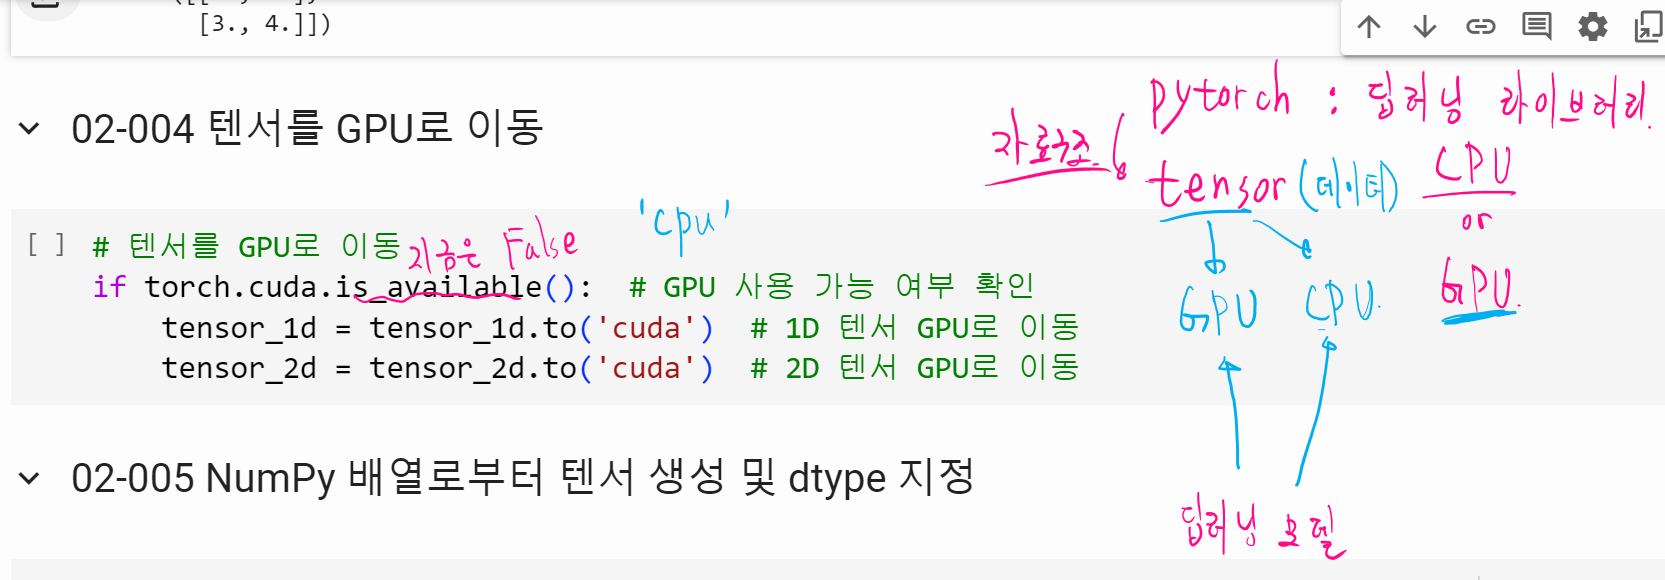 [3., 4.]])
pytorch : 딥러닝 라이브러리.
02-004 텐서를 GPU로 이동
자료구조
tensor (데이터) CPU
or
GPU.
'cpu'
[ ] # 텐서를 GPU로 이동 지금은 False
if torch.cuda.is_available():  # GPU 사용 가능 여부 확인
tensor_1d = tensor_1d.to('cuda')  # 1D 텐서 GPU로 이동
tensor_2d = tensor_2d.to('cuda')  # 2D 텐서 GPU로 이동
GPU CPU.
02-005 NumPy 배열로부터 텐서 생성 및 dtype 지정
딥러닝 모델